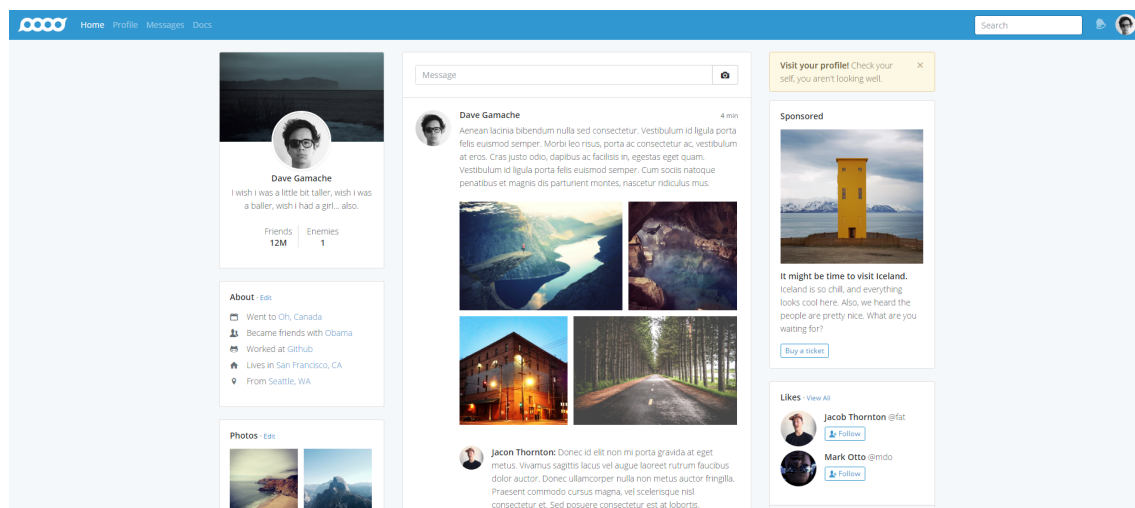 Home Profile Messages Docs
Search
Dave Gamache
I wish i was a little bit taller, wish i was
a baller, wish i had a girl... also.
Friends
12M
Enemies
1
About · Edit
Went to Oh, Canada
Became friends with Obama
Worked at Github
Lives in San Francisco, CA
From Seattle, WA
Photos · Edit
Message
Dave Gamache
4 min
Aenean lacinia bibendum nulla sed consectetur. Vestibulum id ligula porta
felis euismod semper. Morbi leo risus, porta ac consectetur ac, vestibulum
at eros. Cras justo odio, dapibus ac facilisis in, egestas eget quam.
Vestibulum id ligula porta felis euismod semper. Cum sociis natoque
penatibus et magnis dis parturient montes, nascetur ridiculus mus.
Jacon Thornton: Donec id elit non mi porta gravida at eget
metus. Vivamus sagittis lacus vel augue laoreet rutrum faucibus
dolor auctor. Donec ullamcorper nulla non metus auctor fringilla.
Praesent commodo cursus magna, vel scelerisque nisl
consectetur et. Sed posuere consectetur est at lobortis.
Visit your profile! Check your
self, you aren't looking well.
×
Sponsored
It might be time to visit Iceland.
Iceland is so chill, and everything
looks cool here. Also, we heard the
people are pretty nice. What are you
waiting for?
Buy a ticket
Likes · View All
Jacob Thornton @fat
Follow
Mark Otto @mdo
Follow